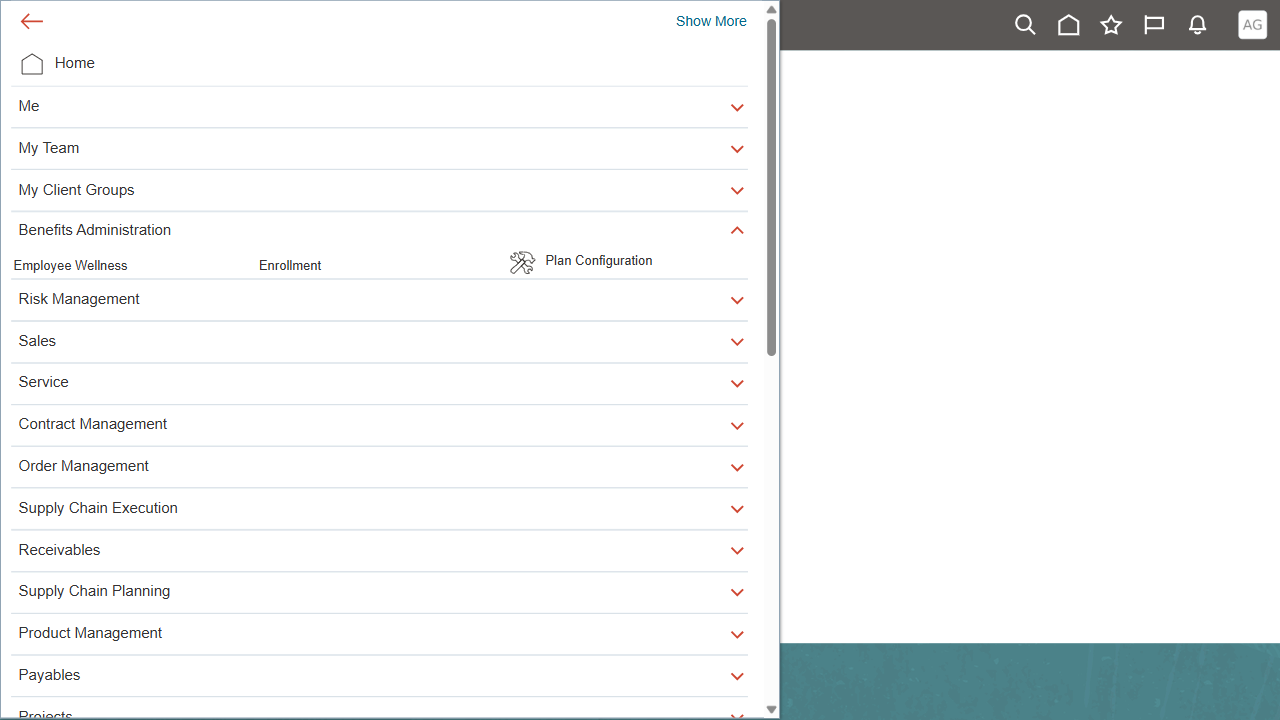 Show More
AG
Home
Me
My Team
My Client Groups
Benefits Administration
Employee Wellness
Enrollment
Plan Configuration
Risk Management
Sales
Service
Contract Management
Order Management
Supply Chain Execution
Receivables
Supply Chain Planning
Product Management
Payables
Projects